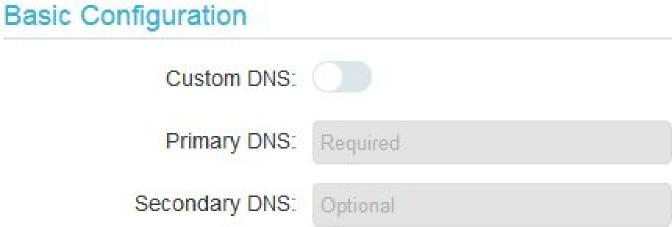 Basic Configuration
Custom DNS:
Primary DNS: Required
Secondary DNS: Optional